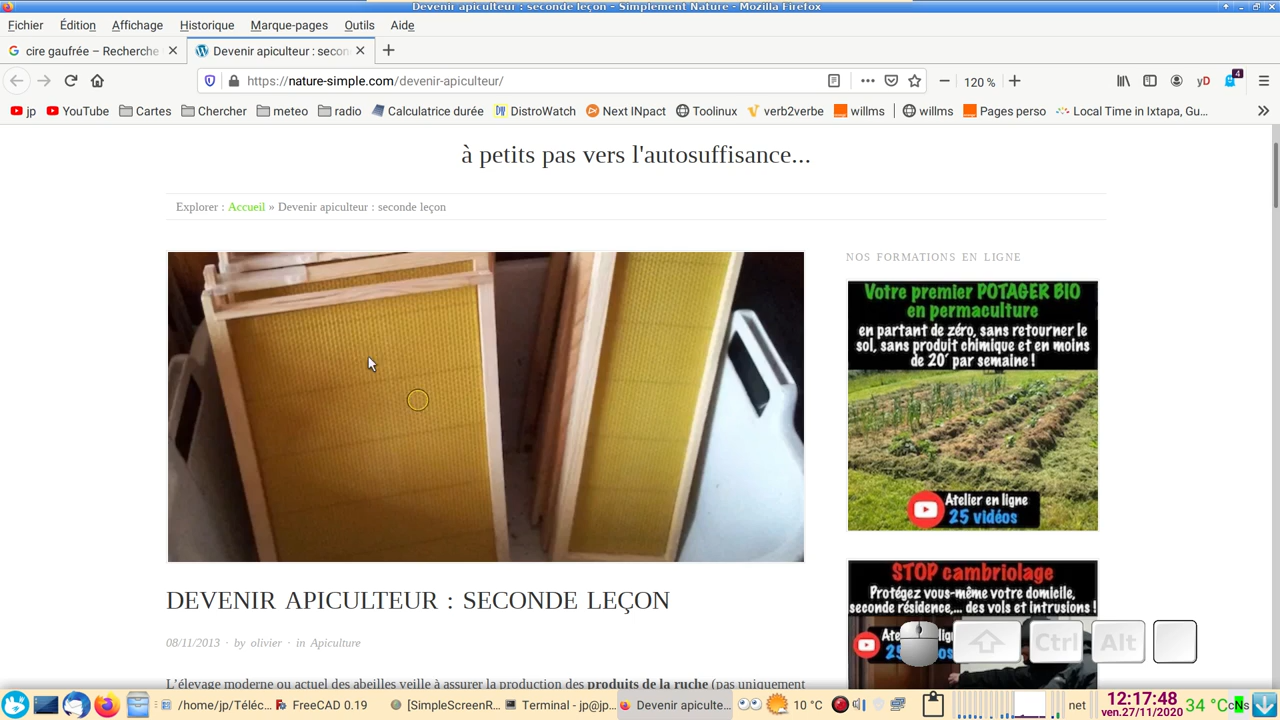 Devenir apiculteur : seconde leçon - Simplement Nature - Mozilla Firefox
Fichier Édition Affichage Historique Marque-pages Outils Aide
cire gaufrée – Recherche
Devenir apiculteur : secon
https://nature-simple.com/devenir-apiculteur/
120 %
yD
4
jp YouTube Cartes Chercher meteo radio Calculatrice durée DistroWatch Next INpact Toolinux verb2verbe willms willms Pages perso Local Time in Ixtapa, Gu…
à petits pas vers l'autosuffisance...
Explorer : Accueil » Devenir apiculteur : seconde leçon
NOS FORMATIONS EN LIGNE
Votre premier POTAGER BIO
en permaculture
en partant de zéro, sans retourner le
sol, sans produit chimique et en moins
de 20' par semaine !
Atelier en ligne
25 vidéos
STOP cambriolage
Protégez vous-même votre domicile,
seconde résidence,... des vols et intrusions !
DEVENIR APICULTEUR : SECONDE LEÇON
08/11/2013 · by olivier · in Apiculture
Ctrl Alt
L'élevage moderne ou actuel des abeilles veille à assurer la production des produits de la ruche (pas uniquement
/home/jp/Téléc... FreeCAD 0.19 [SimpleScreenR... Terminal - jp@jp... Devenir apiculte... 10 °C net 12:17:48 34 °C cNs
ven.27/11/2020